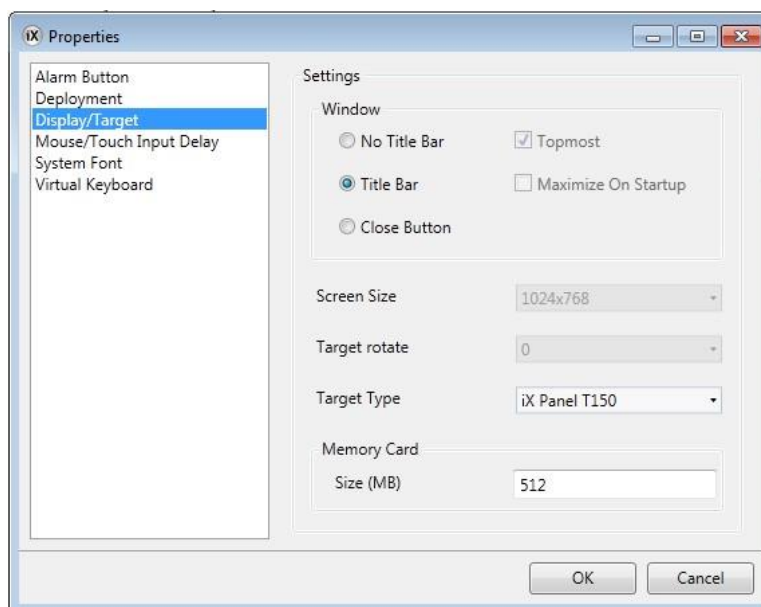 iX Properties
Alarm Button
Deployment
Display/Target
Mouse/Touch Input Delay
System Font
Virtual Keyboard
Settings
Window
No Title Bar Topmost
Title Bar Maximize On Startup
Close Button
Screen Size 1024x768
Target rotate 0
Target Type iX Panel T150
Memory Card
Size (MB) 512
OK Cancel